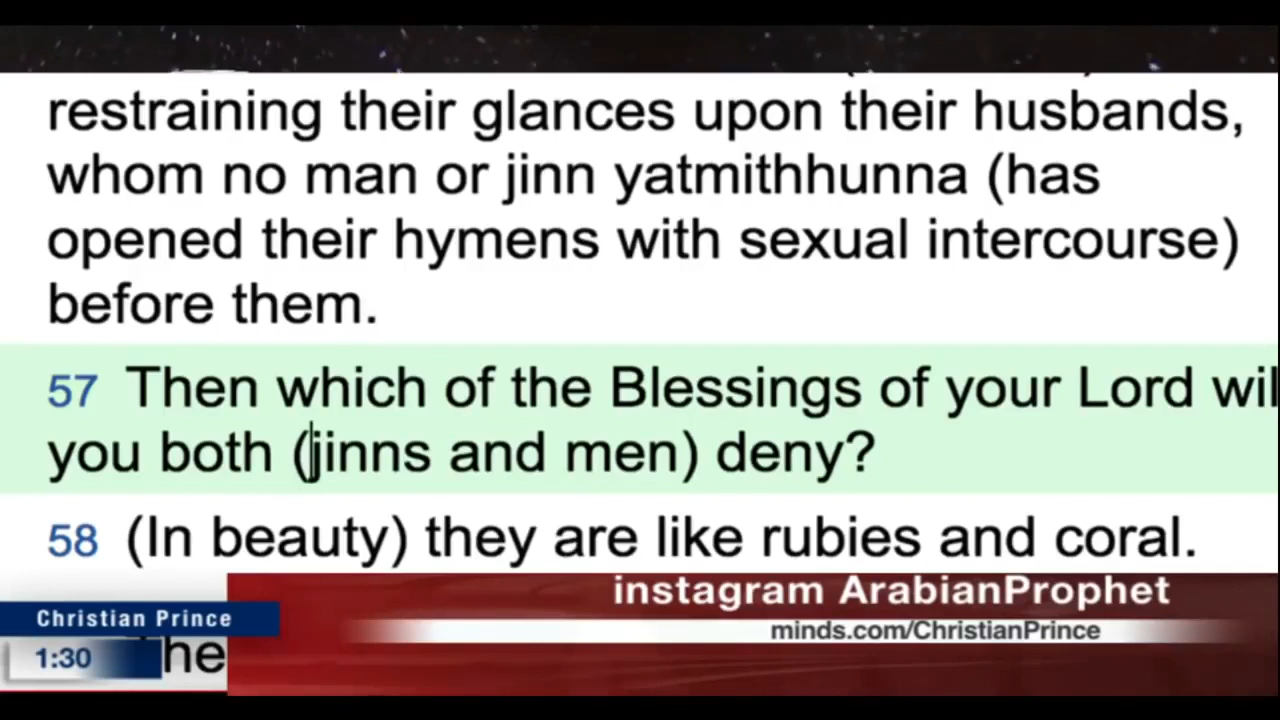 restraining their glances upon their husbands,
whom no man or jinn yatmithhunna (has
opened their hymens with sexual intercourse)
before them.
57 Then which of the Blessings of your Lord wil
you both (jinns and men) deny?
58 (In beauty) they are like rubies and coral.
instagram ArabianProphet
Christian Prince
minds.com/ChristianPrince
1:30
he